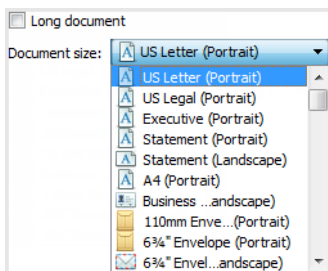 Long document
Document size: US Letter (Portrait)
US Letter (Portrait)
US Legal (Portrait)
Executive (Portrait)
Statement (Portrait)
Statement (Landscape)
A4 (Portrait)
Business ...andscape)
110mm Enve...(Portrait)
6¾" Envelope (Portrait)
6¾" Envel...andscape)